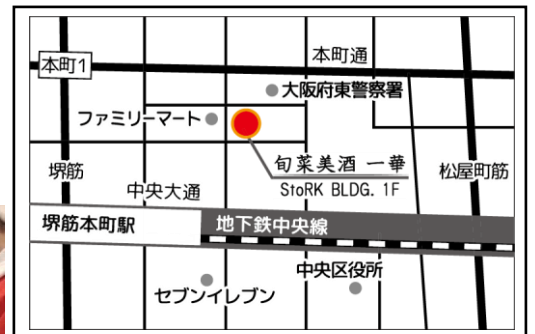 本町通
本町1
大阪府東警察署
ファミリーマート
旬菜美酒 一華
StoRK BLDG. 1F
堺筋
松屋町筋
中央大通
堺筋本町駅
地下鉄中央線
中央区役所
セブンイレブン